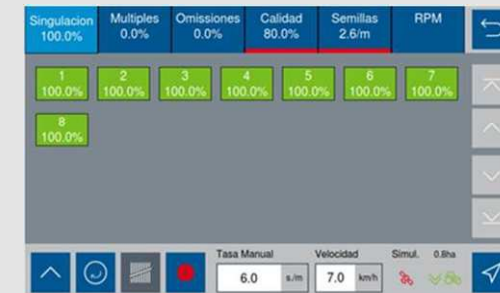 Singulacion Multiples Omissiones Calidad Semillas RPM
100.0% 0.0% 0.0% 80.0% 2.6/m
1 2 3 4 5 6 7
100.0% 100.0% 100.0% 100.0% 100.0% 100.0% 100.0%
8
100.0%
Tasa Manual Velocidad Simul. 0.8ha
6.0 s./m 7.0 km/h